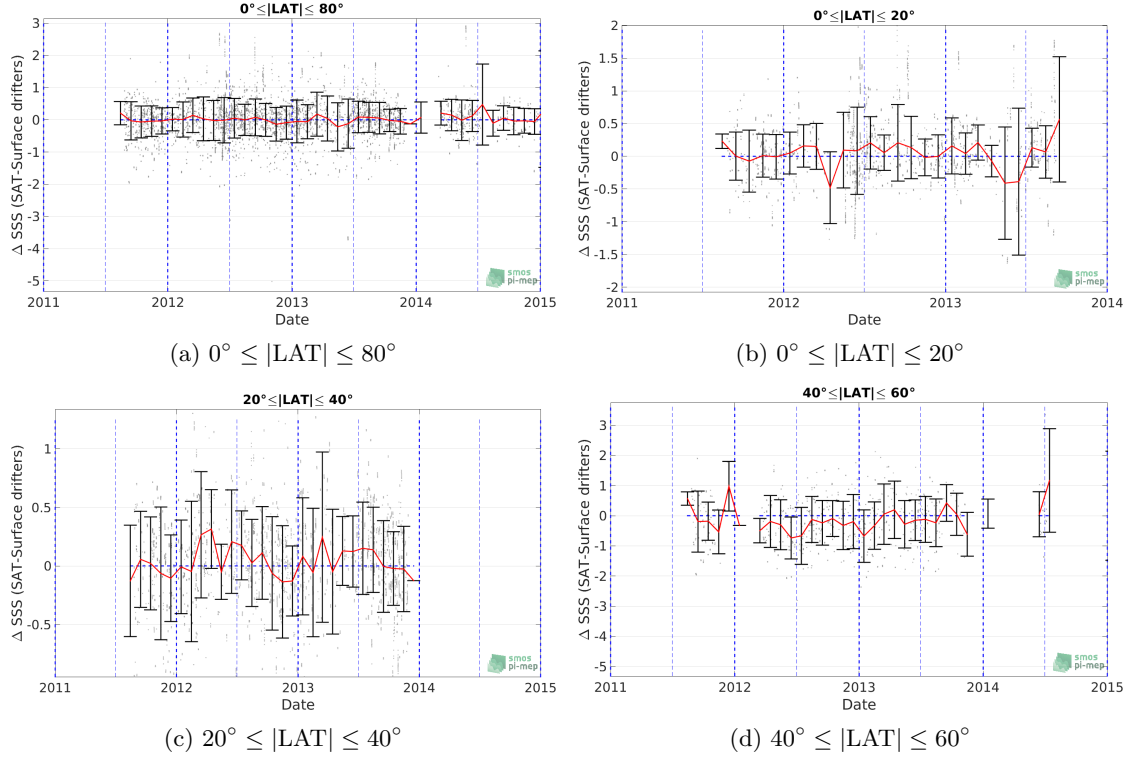 0°≤|LAT|≤ 80°
Δ SSS (SAT-Surface drifters)
3
2
1
0
-1
-2
-3
-4
-5
2011 2012 2013 2014 2015
Date
smos
pi-mep
(a) 0° ≤ |LAT| ≤ 80°
0°≤|LAT|≤ 20°
Δ SSS (SAT-Surface drifters)
2
1.5
1
0.5
0
-0.5
-1
-1.5
-2
2011 2012 2013 2014
Date
smos
pi-mep
(b) 0° ≤ |LAT| ≤ 20°
20°≤|LAT|≤ 40°
Δ SSS (SAT-Surface drifters)
1
0.5
0
-0.5
2011 2012 2013 2014 2015
Date
smos
pi-mep
(c) 20° ≤ |LAT| ≤ 40°
40°≤|LAT|≤ 60°
Δ SSS (SAT-Surface drifters)
3
2
1
0
-1
-2
-3
-4
-5
2011 2012 2013 2014 2015
Date
smos
pi-mep
(d) 40° ≤ |LAT| ≤ 60°